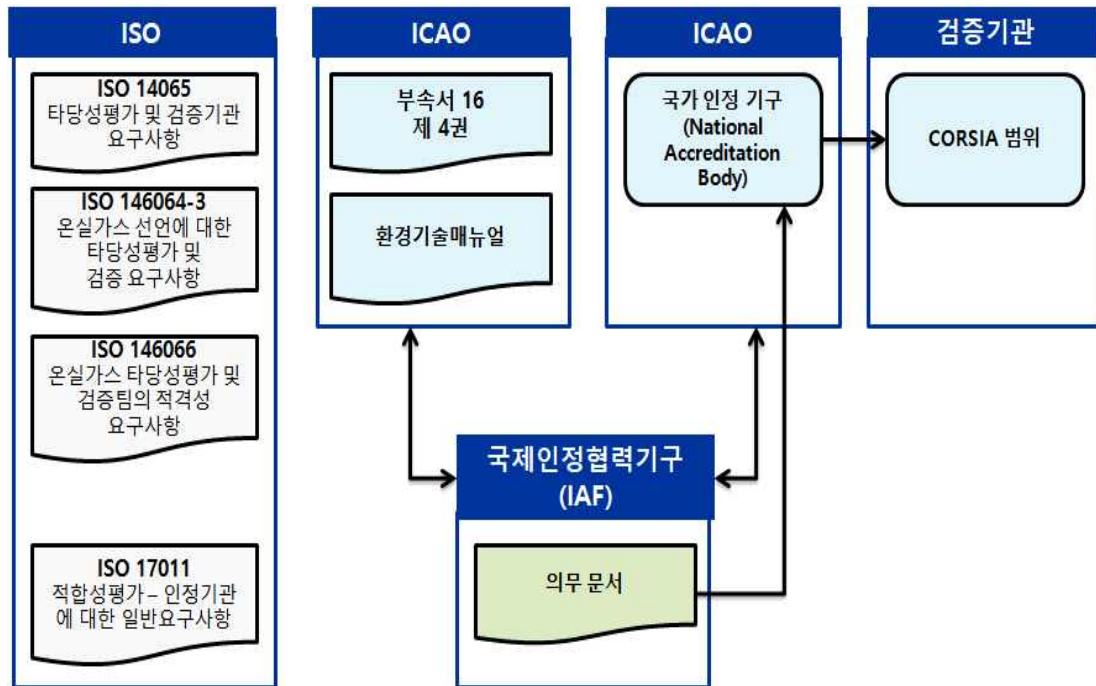 ISO
ISO 14065
타당성평가 및 검증기관
요구사항
ISO 146064-3
온실가스 선언에 대한
타당성평가 및
검증 요구사항
ISO 146066
온실가스 타당성평가 및
검증팀의 적격성
요구사항
ISO 17011
적합성평가 – 인정기관
에 대한 일반요구사항
ICAO
부속서 16
제 4권
환경기술매뉴얼
ICAO
국가 인정 기구
(National
Accreditation
Body)
검증기관
CORSIA 범위
국제인정협력기구
(IAF)
의무 문서